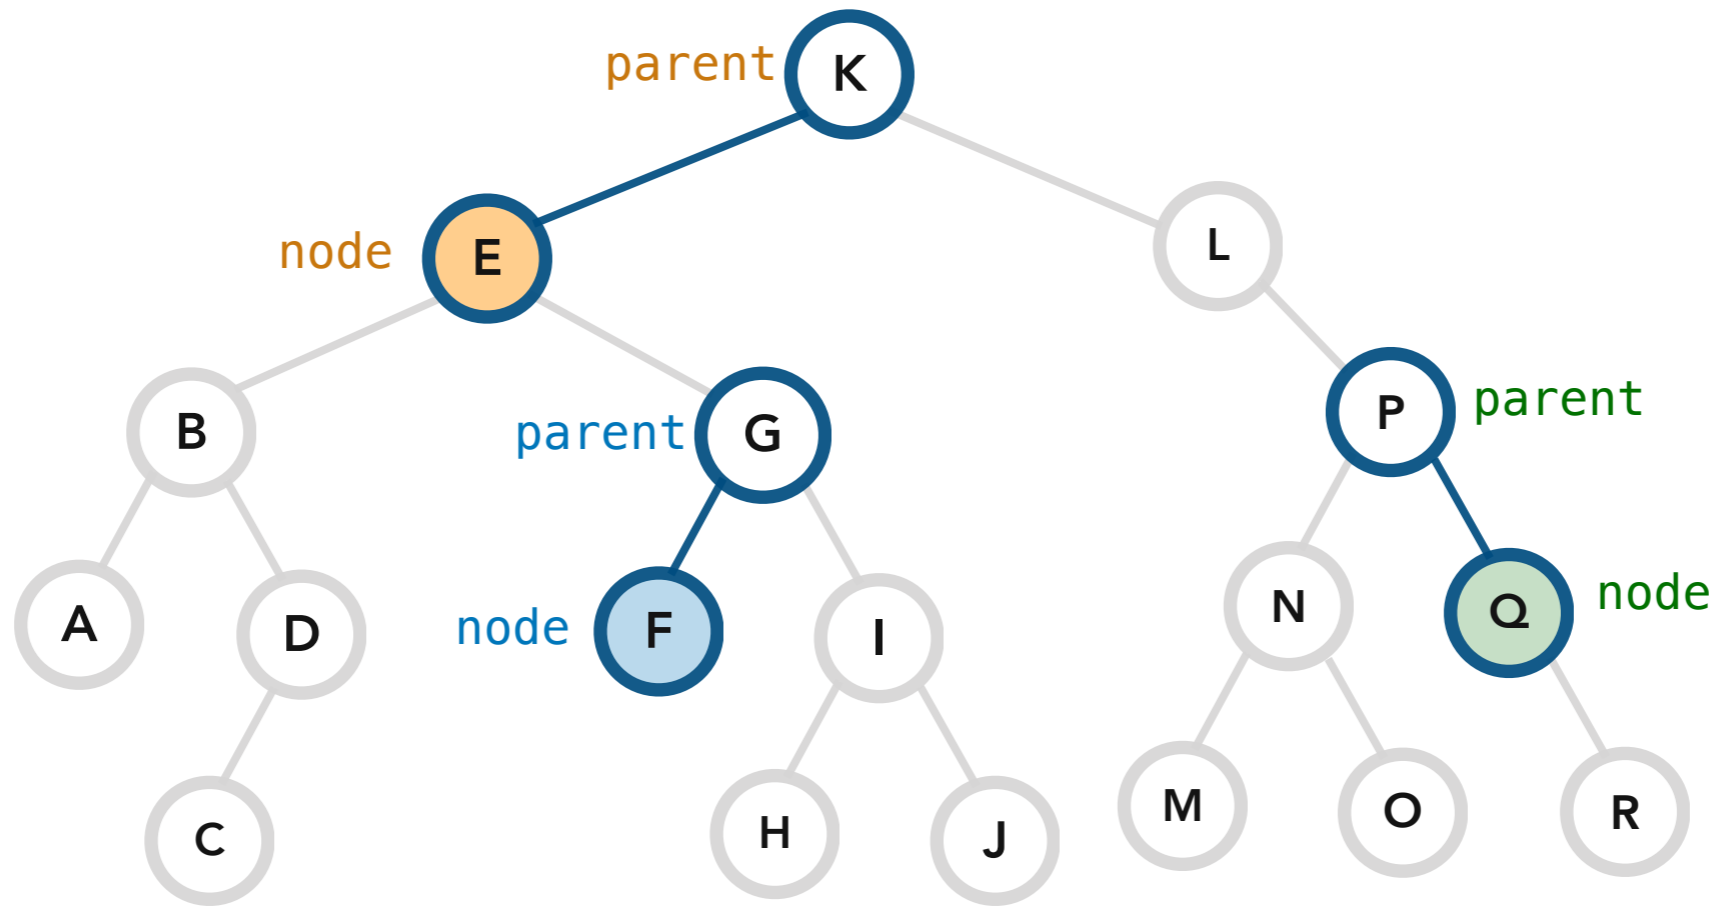 parent K
node E
L
B
parent G
P parent
A
D
node F
I
N
Q node
C
H
J
M
O
R